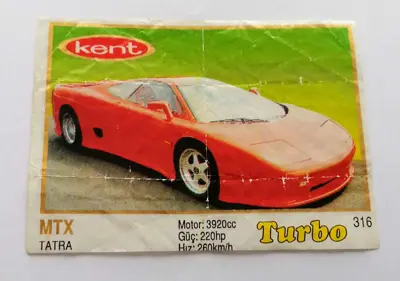 kent
MTX
TATRA
Motor: 3920cc
Güç: 220hp
Hız: 260km/h
Turbo
316